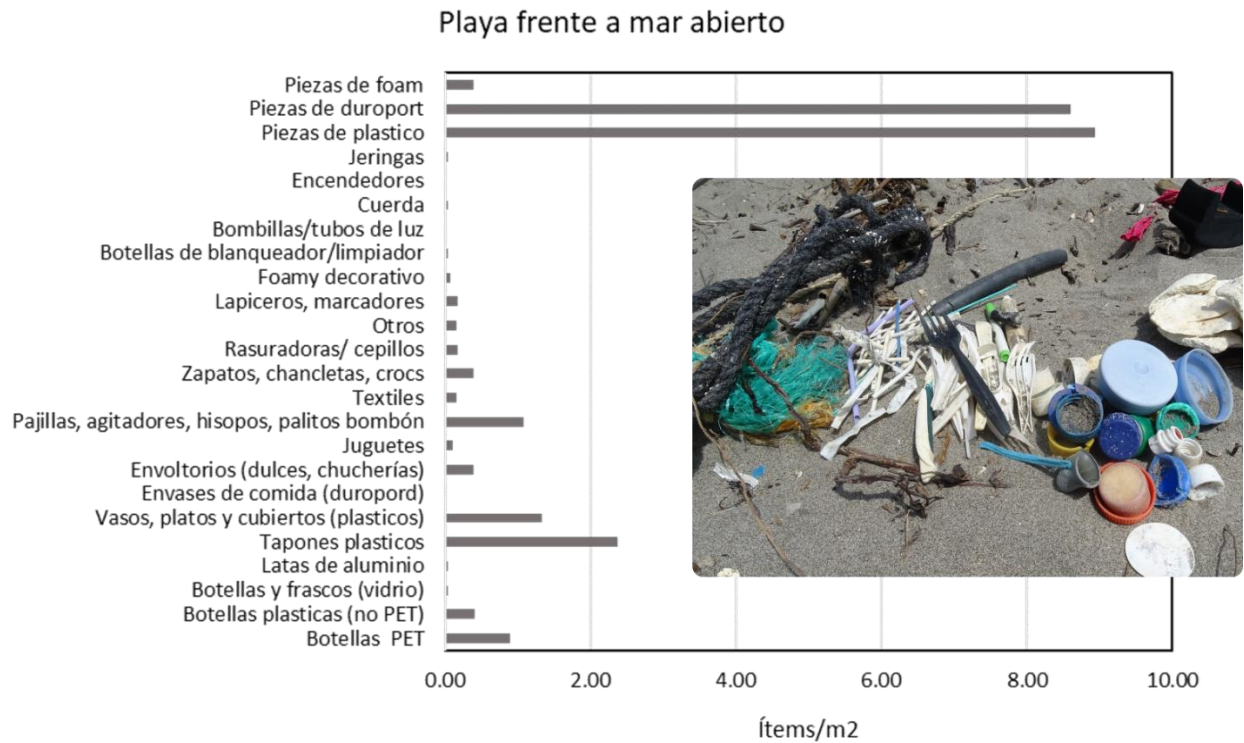 Playa frente a mar abierto
Piezas de foam
Piezas de duroport
Piezas de plastico
Jeringas
Encendedores
Cuerda
Bombillas/tubos de luz
Botellas de blanqueador/limpiador
Foamy decorativo
Lapiceros, marcadores
Otros
Rasuradoras/ cepillos
Zapatos, chancletas, crocs
Textiles
Pajillas, agitadores, hisopos, palitos bombón
Juguetes
Envoltorios (dulces, chucherías)
Envases de comida (duropord)
Vasos, platos y cubiertos (plasticos)
Tapones plasticos
Latas de aluminio
Botellas y frascos (vidrio)
Botellas plasticas (no PET)
Botellas  PET
0.00 2.00 4.00 6.00 8.00 10.00
Ítems/m2